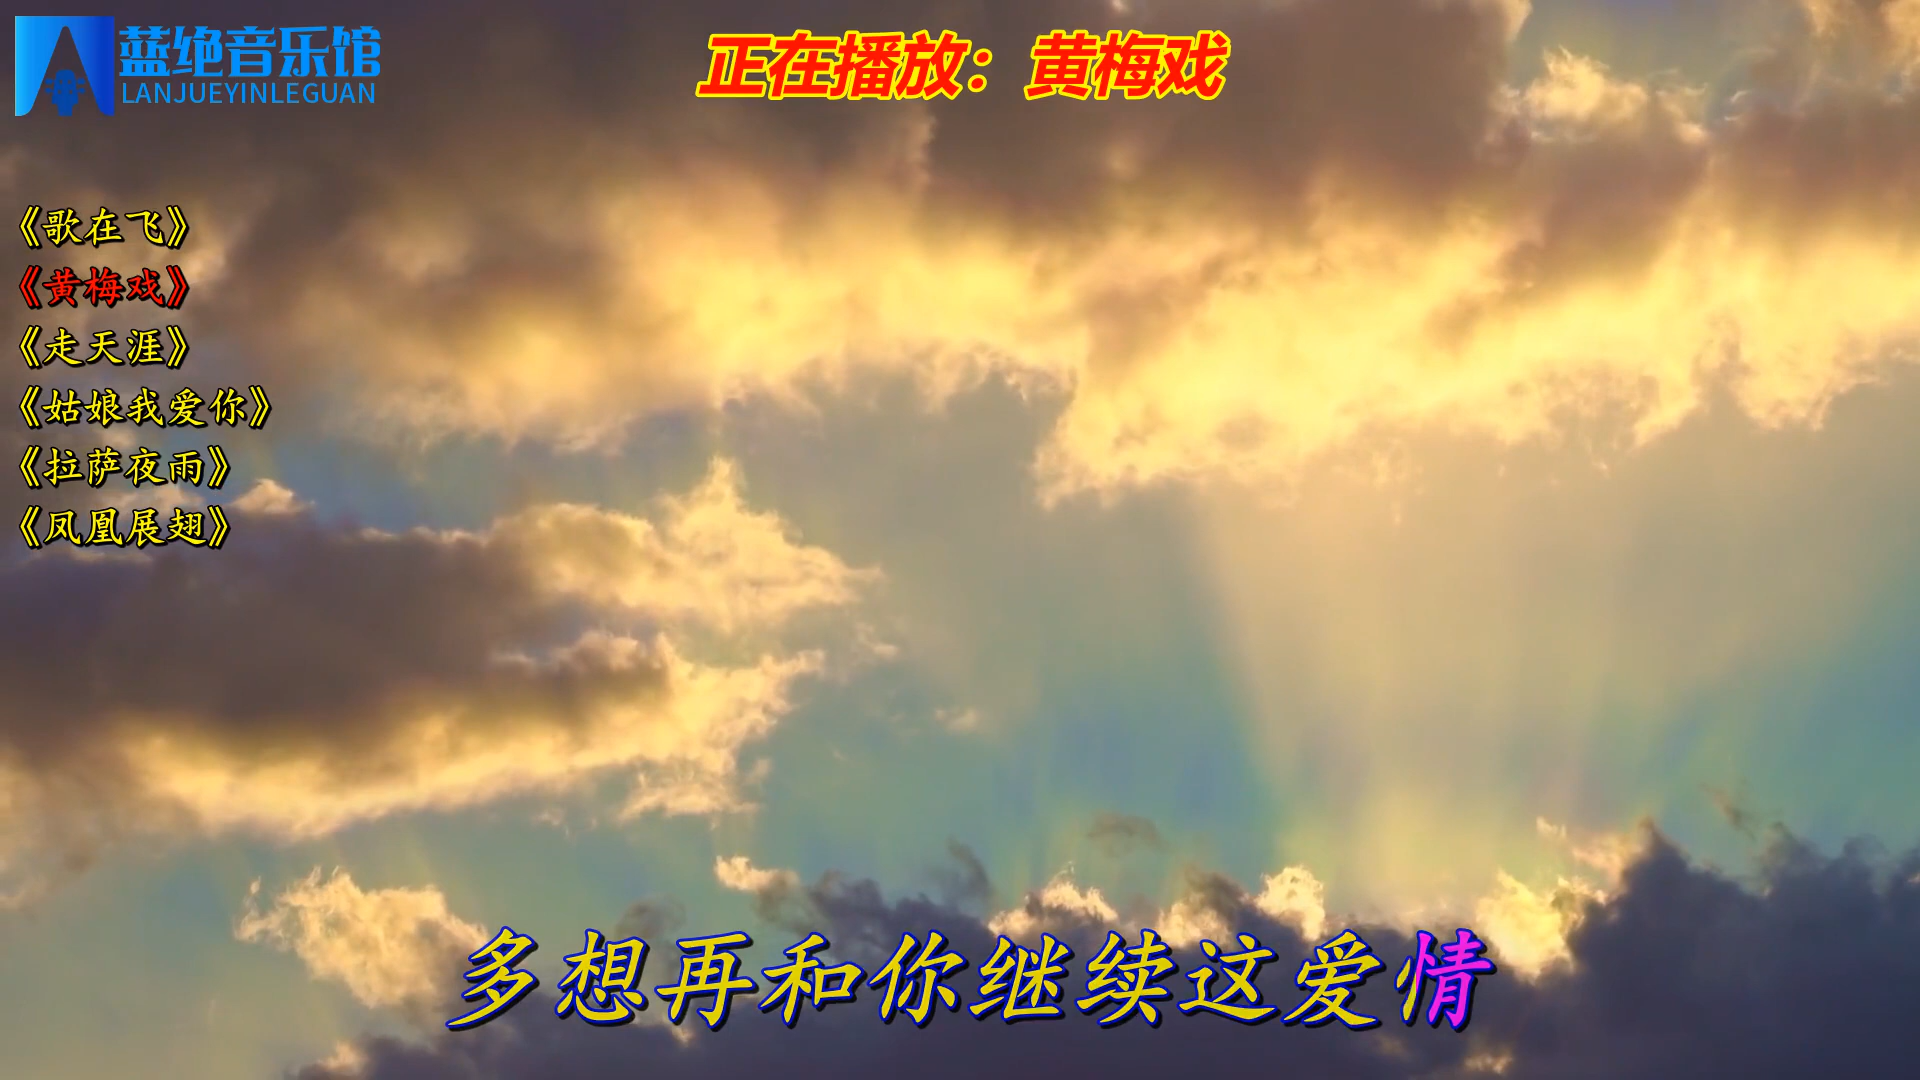 蓝绝音乐馆
LANJUEYINLEGUAN
正在播放：黄梅戏
《歌在飞》
《黄梅戏》
《走天涯》
《姑娘我爱你》
《拉萨夜雨》
《凤凰展翅》
多想再和你继续这爱情